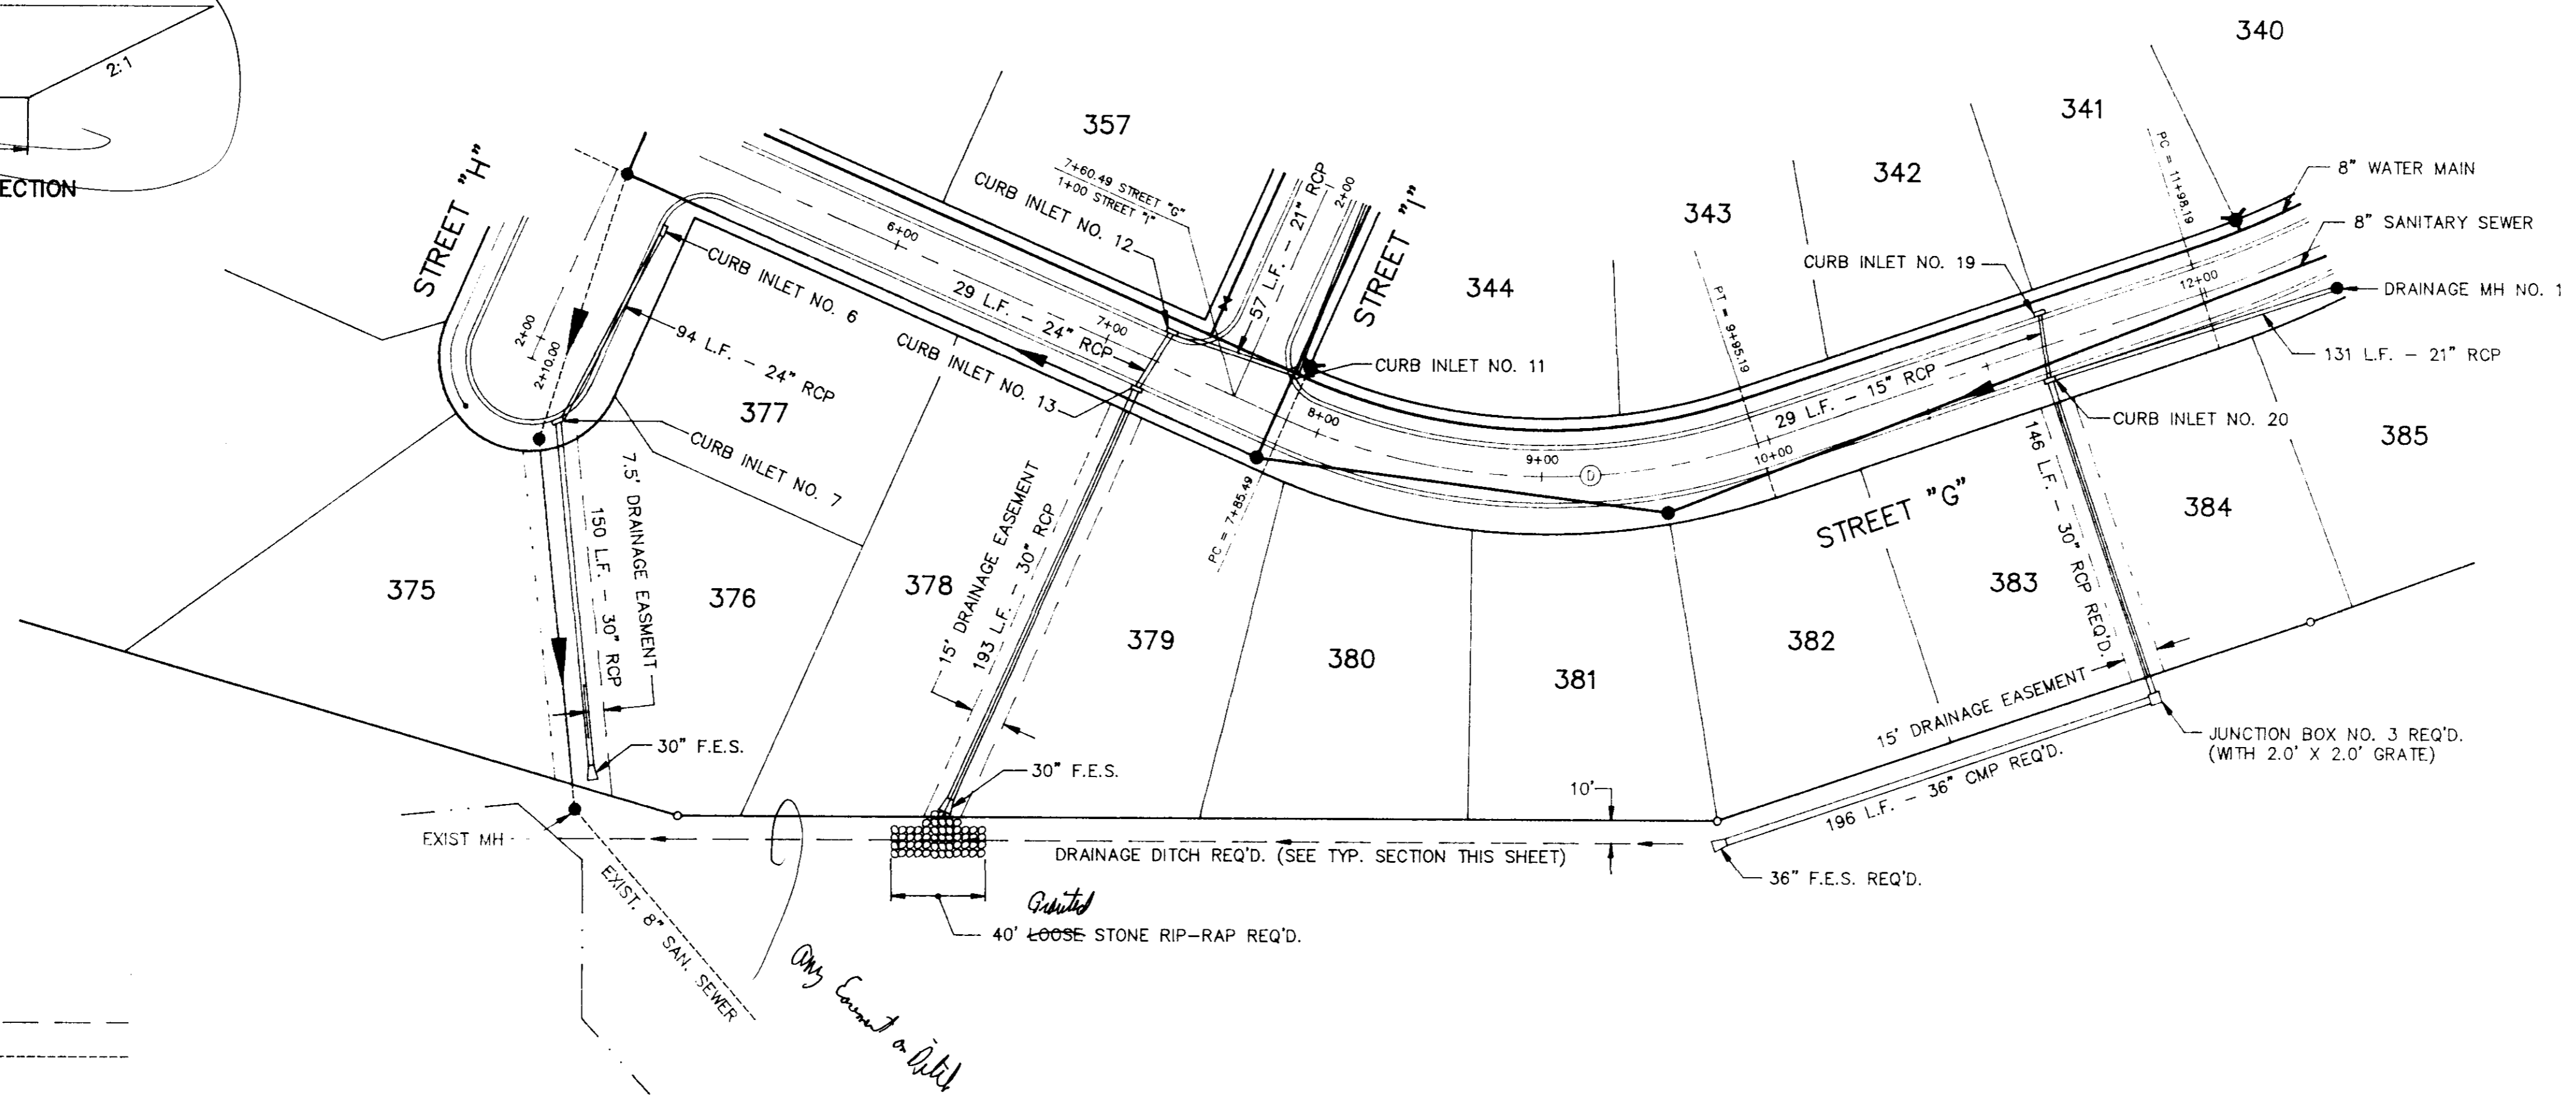 2:1
ECTION
STREET "H"
2+00
2+10.00
CURB INLET NO. 6
94 L.F. - 24" RCP
CURB INLET NO. 7
6+00
29 L.F. - 24" RCP
7+00
CURB INLET NO. 13
357
7+60.49 STREET "G"
1+00 STREET "I"
CURB INLET NO. 12
57 L.F. - 21" RCP
2+00
STREET "I"
CURB INLET NO. 11
8+00
PC = 7+85.49
344
343
342
341
340
9+00
D
PT = 9+95.19
10+00
29 L.F. - 15" RCP
CURB INLET NO. 19
PC = 11+98.19
12+00
8" WATER MAIN
8" SANITARY SEWER
DRAINAGE MH NO. 1
131 L.F. - 21" RCP
CURB INLET NO. 20
STREET "G"
375
376
377
378
379
380
381
382
383
384
385
7.5' DRAINAGE EASMENT
150 L.F. - 30" RCP
30" F.E.S.
15' DRAINAGE EASEMENT
193 L.F. - 30" RCP
30" F.E.S.
146 L.F. - 30" RCP REQ'D.
15' DRAINAGE EASEMENT
JUNCTION BOX NO. 3 REQ'D.
(WITH 2.0' X 2.0' GRATE)
196 L.F. - 36" CMP REQ'D.
36" F.E.S. REQ'D.
10'
DRAINAGE DITCH REQ'D. (SEE TYP. SECTION THIS SHEET)
EXIST MH
EXIST. 8" SAN. SEWER
Grouted
40' LOOSE STONE RIP-RAP REQ'D.
Any Easement on Ditch